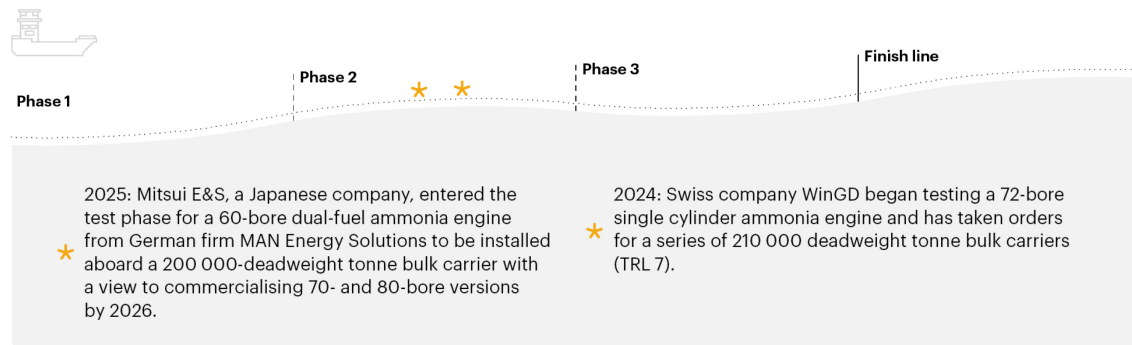 Phase 1
Phase 2
Phase 3
Finish line
2025: Mitsui E&S, a Japanese company, entered the
test phase for a 60-bore dual-fuel ammonia engine
from German firm MAN Energy Solutions to be installed
aboard a 200 000-deadweight tonne bulk carrier with
a view to commercialising 70- and 80-bore versions
by 2026.
2024: Swiss company WinGD began testing a 72-bore
single cylinder ammonia engine and has taken orders
for a series of 210 000 deadweight tonne bulk carriers
(TRL 7).